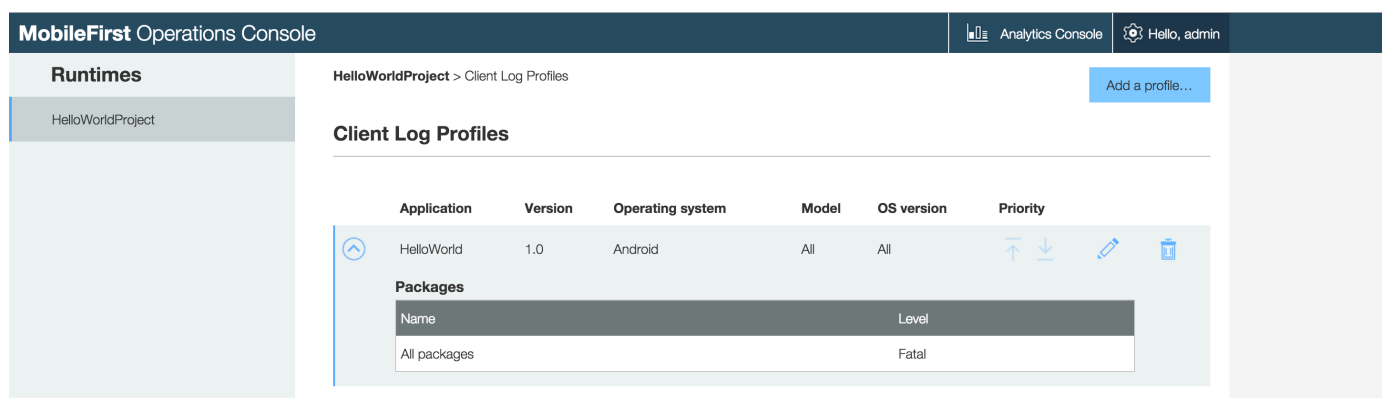 MobileFirst Operations Console Analytics Console Hello, admin
Runtimes
HelloWorldProject
HelloWorldProject > Client Log Profiles
Add a profile...
Client Log Profiles
Application Version Operating system Model OS version Priority
HelloWorld 1.0 Android All All
Packages
Name Level
All packages Fatal